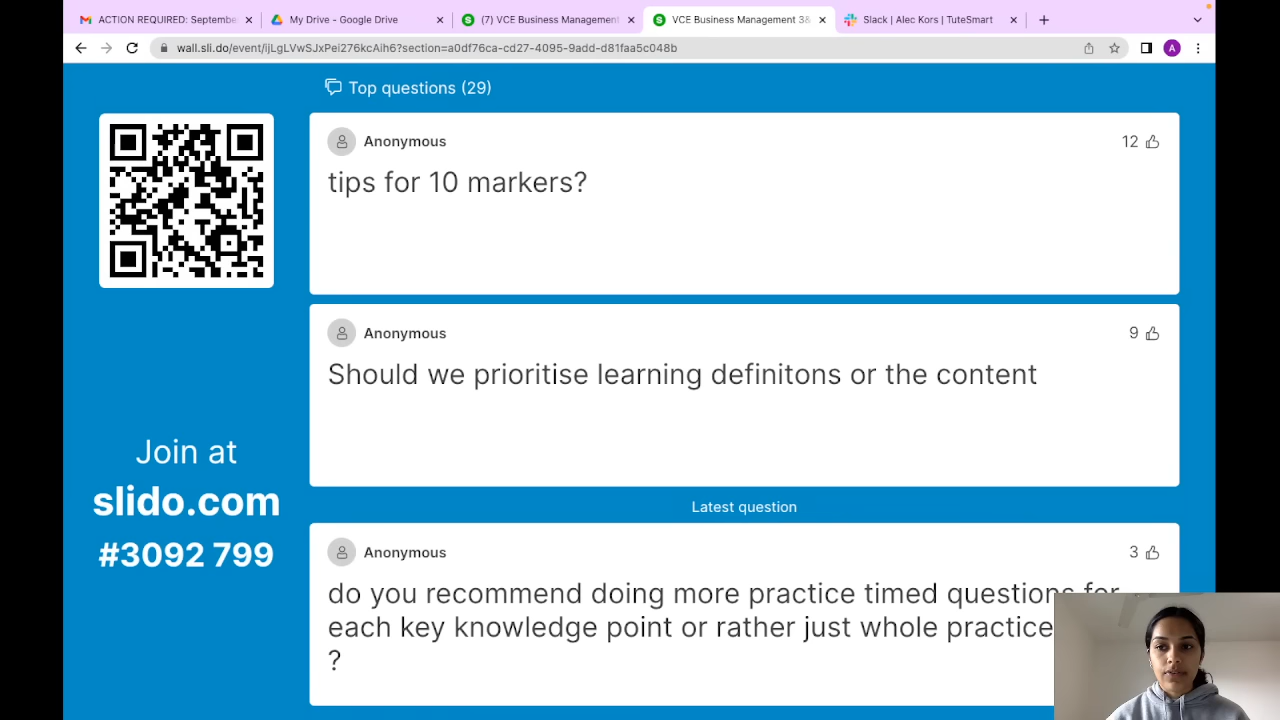 ACTION REQUIRED: Septembe
My Drive - Google Drive
(7) VCE Business Management
VCE Business Management 3&
Slack | Alec Kors | TuteSmart
wall.sli.do/event/ijLgLVwSJxPei276kcAih6?section=a0df76ca-cd27-4095-9add-d81faa5c048b
A
Top questions (29)
Anonymous
12
tips for 10 markers?
Anonymous
9
Should we prioritise learning definitons or the content
Join at
slido.com
#3092 799
Latest question
Anonymous
3
do you recommend doing more practice timed questions for
each key knowledge point or rather just whole practice
?